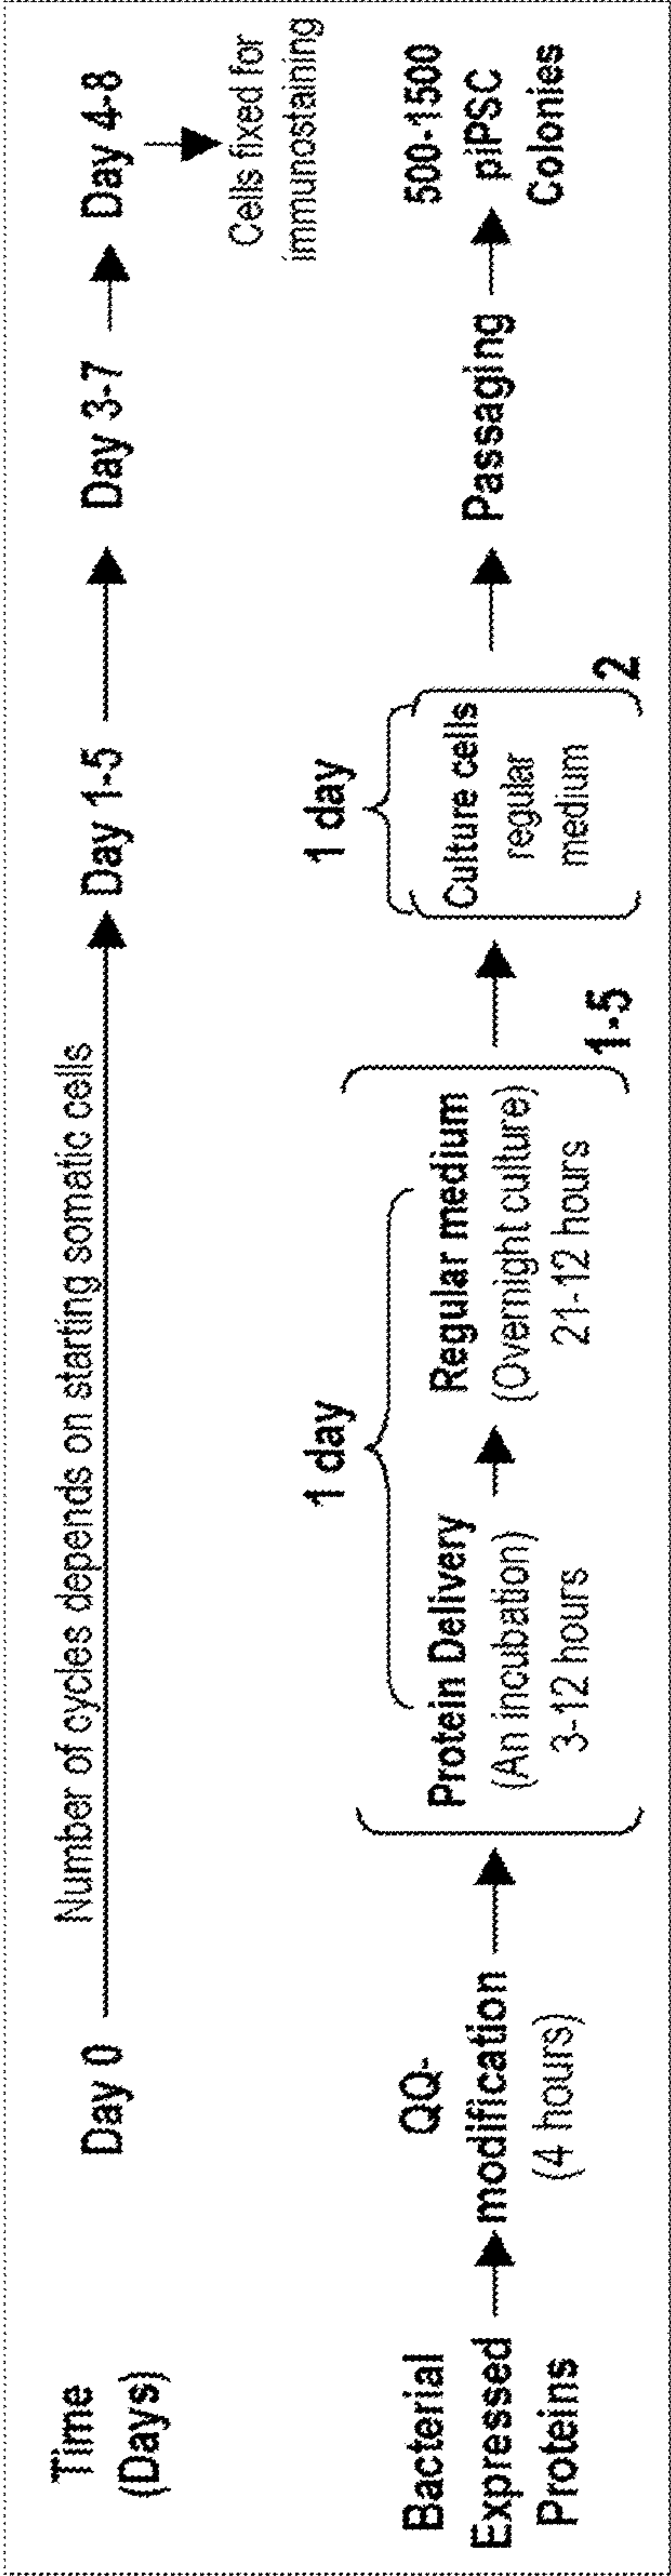 Time
(Days)
Day 0
Number of cycles depends on starting somatic cells
Day 1-5
Day 3-7
Day 4-8
Cells fixed for
immunostaining
Bacterial
Expressed
Proteins
QQ-
modification
(4 hours)
1 day
Protein Delivery
(An incubation)
3-12 hours
Regular medium
(Overnight culture)
21-12 hours
1-5
1 day
Culture cells
regular
medium
2
Passaging
500-1500
piPSC
Colonies